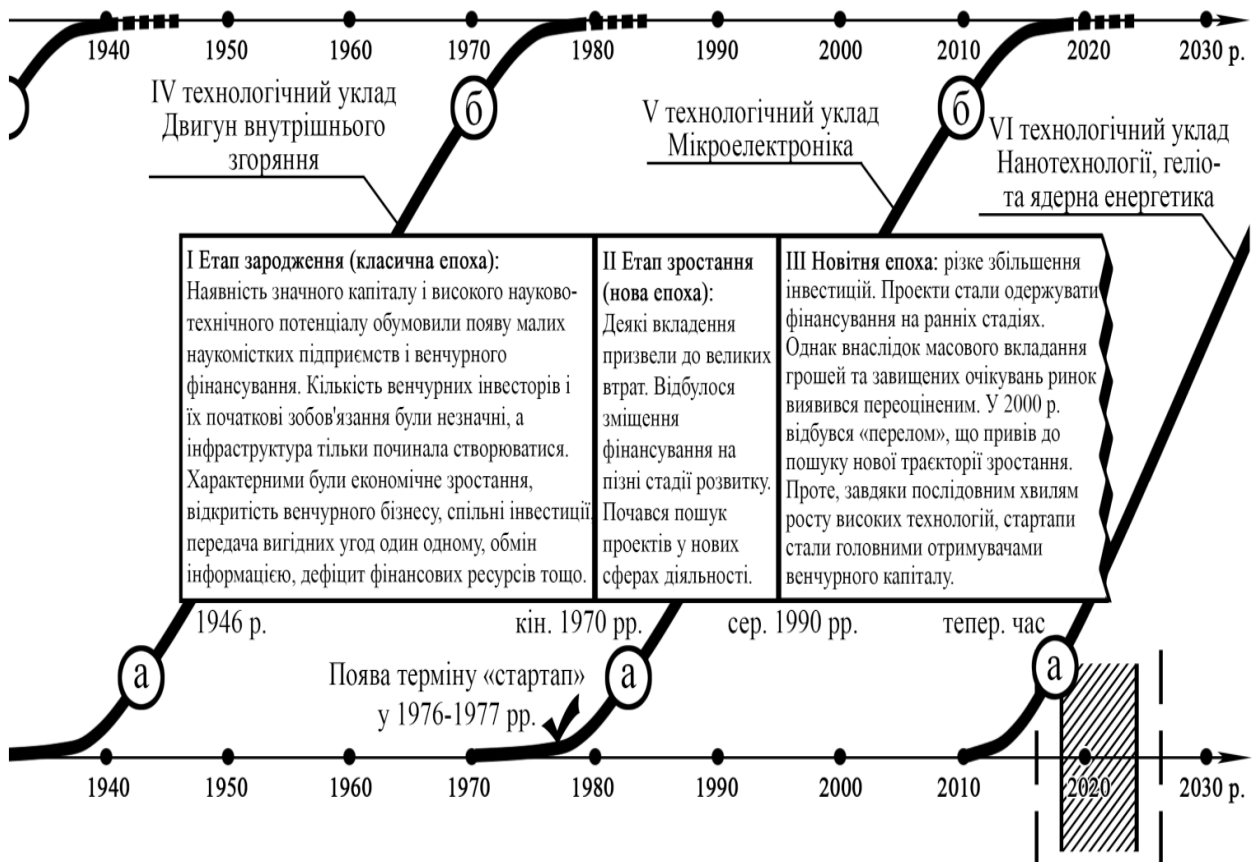 1940 1950 1960 1970 1980 1990 2000 2010 2020 2030 р.
IV технологічний уклад
Двигун внутрішнього
згоряння
б
V технологічний уклад
Мікроелектроніка
б
VI технологічний уклад
Нанотехнології, геліо-
та ядерна енергетика
І Етап зародження (класична епоха):
Наявність значного капіталу і високого науково-
технічного потенціалу обумовили появу малих
наукомістких підприємств і венчурного
фінансування. Кількість венчурних інвесторів і
їх початкові зобов'язання були незначні, а
інфраструктура тільки починала створюватися.
Характерними були економічне зростання,
відкритість венчурного бізнесу, спільні інвестиції,
передача вигідних угод один одному, обмін
інформацією, дефіцит фінансових ресурсів тощо.
ІІ Етап зростання
(нова епоха):
Деякі вкладення
призвели до великих
втрат. Відбулося
зміщення
фінансування на
пізні стадії розвитку.
Почався пошук
проектів у нових
сферах діяльності.
ІІІ Новітня епоха: різке збільшення
інвестицій. Проекти стали одержувати
фінансування на ранніх стадіях.
Однак внаслідок масового вкладання
грошей та завищених очікувань ринок
виявився переоціненим. У 2000 р.
відбувся «перелом», що привів до
пошуку нової траєкторії зростання.
Проте, завдяки послідовним хвилям
росту високих технологій, стартапи
стали головними отримувачами
венчурного капіталу.
1946 р. кін. 1970 рр. сер. 1990 рр. тепер. час
а
Поява терміну «стартап»
у 1976-1977 рр.
а
а
1940 1950 1960 1970 1980 1990 2000 2010 2020 2030 р.